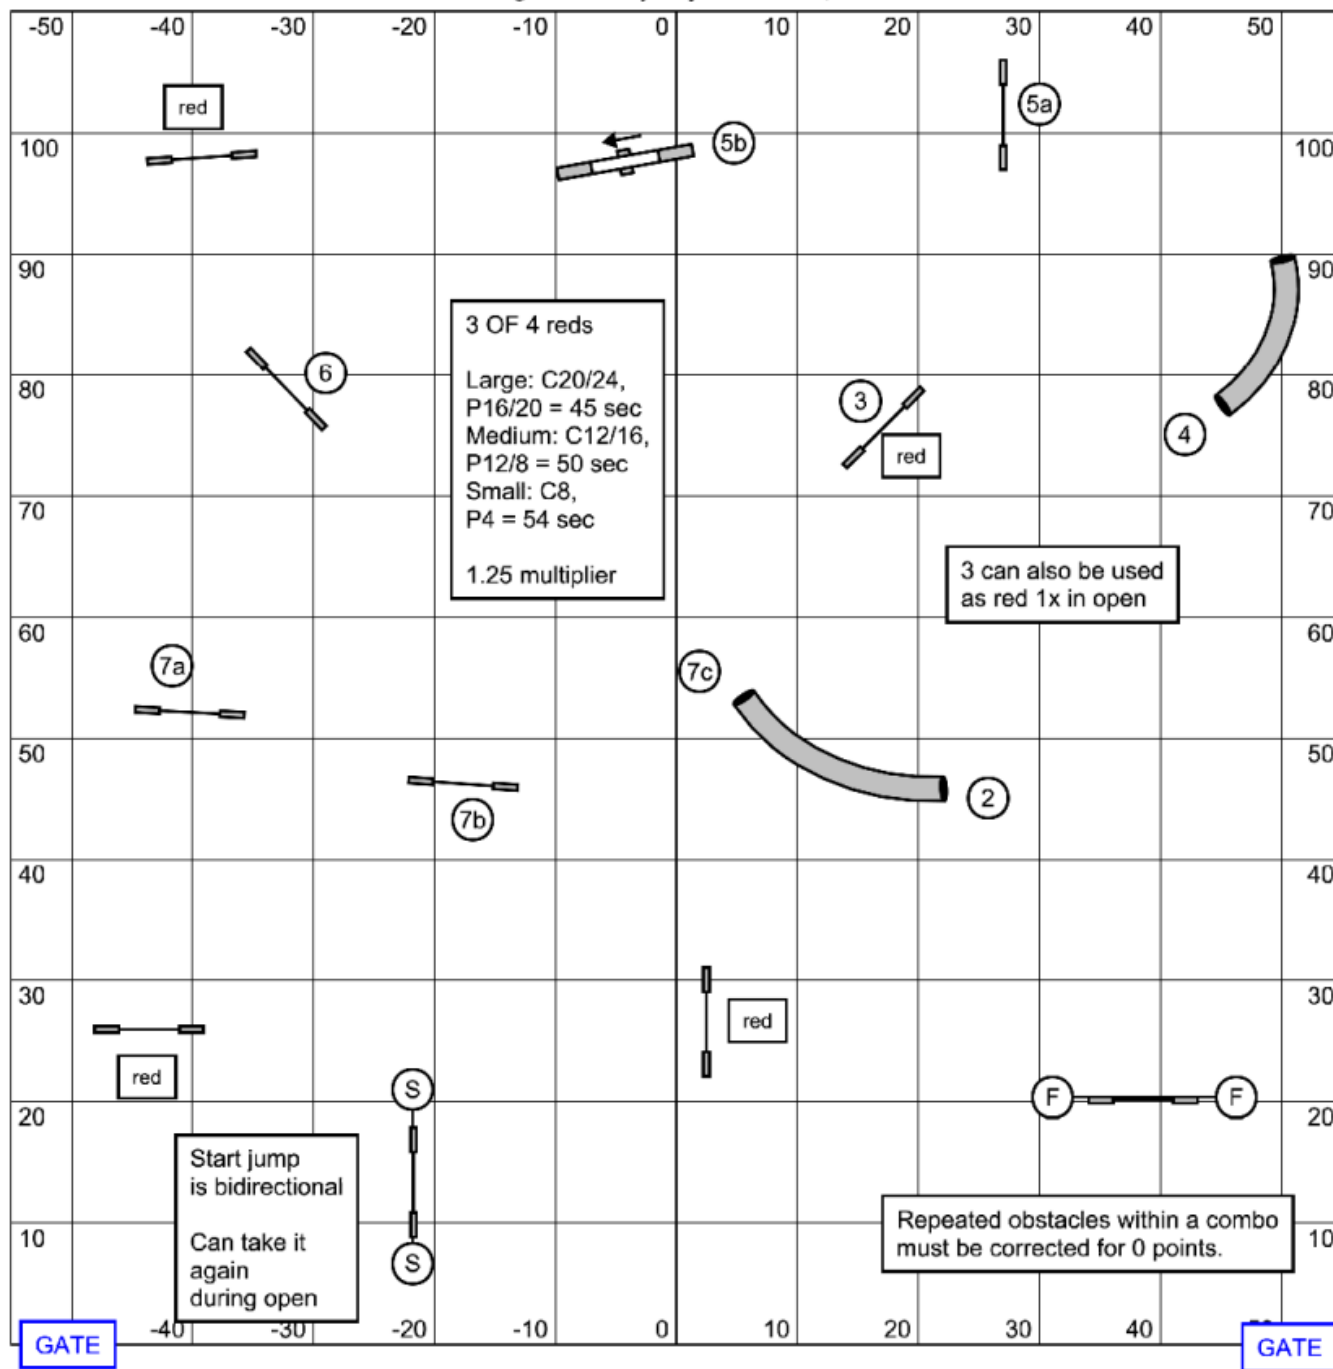 -50 -40 -30 -20 -10 0 10 20 30 40 50
red
5a
5b
100 100
90 90
3 OF 4 reds
Large: C20/24,
P16/20 = 45 sec
Medium: C12/16,
P12/8 = 50 sec
Small: C8,
P4 = 54 sec
1.25 multiplier
6
80 80
3
4
red
70 70
3 can also be used
as red 1x in open
60 60
7a
7c
50 50
7b
2
40 40
30 30
red
red
S
F F
20 20
Start jump
is bidirectional
Can take it
again
during open
S
Repeated obstacles within a combo
must be corrected for 0 points.
10 10
-40 -30 -20 -10 0 10 20 30 40
GATE GATE